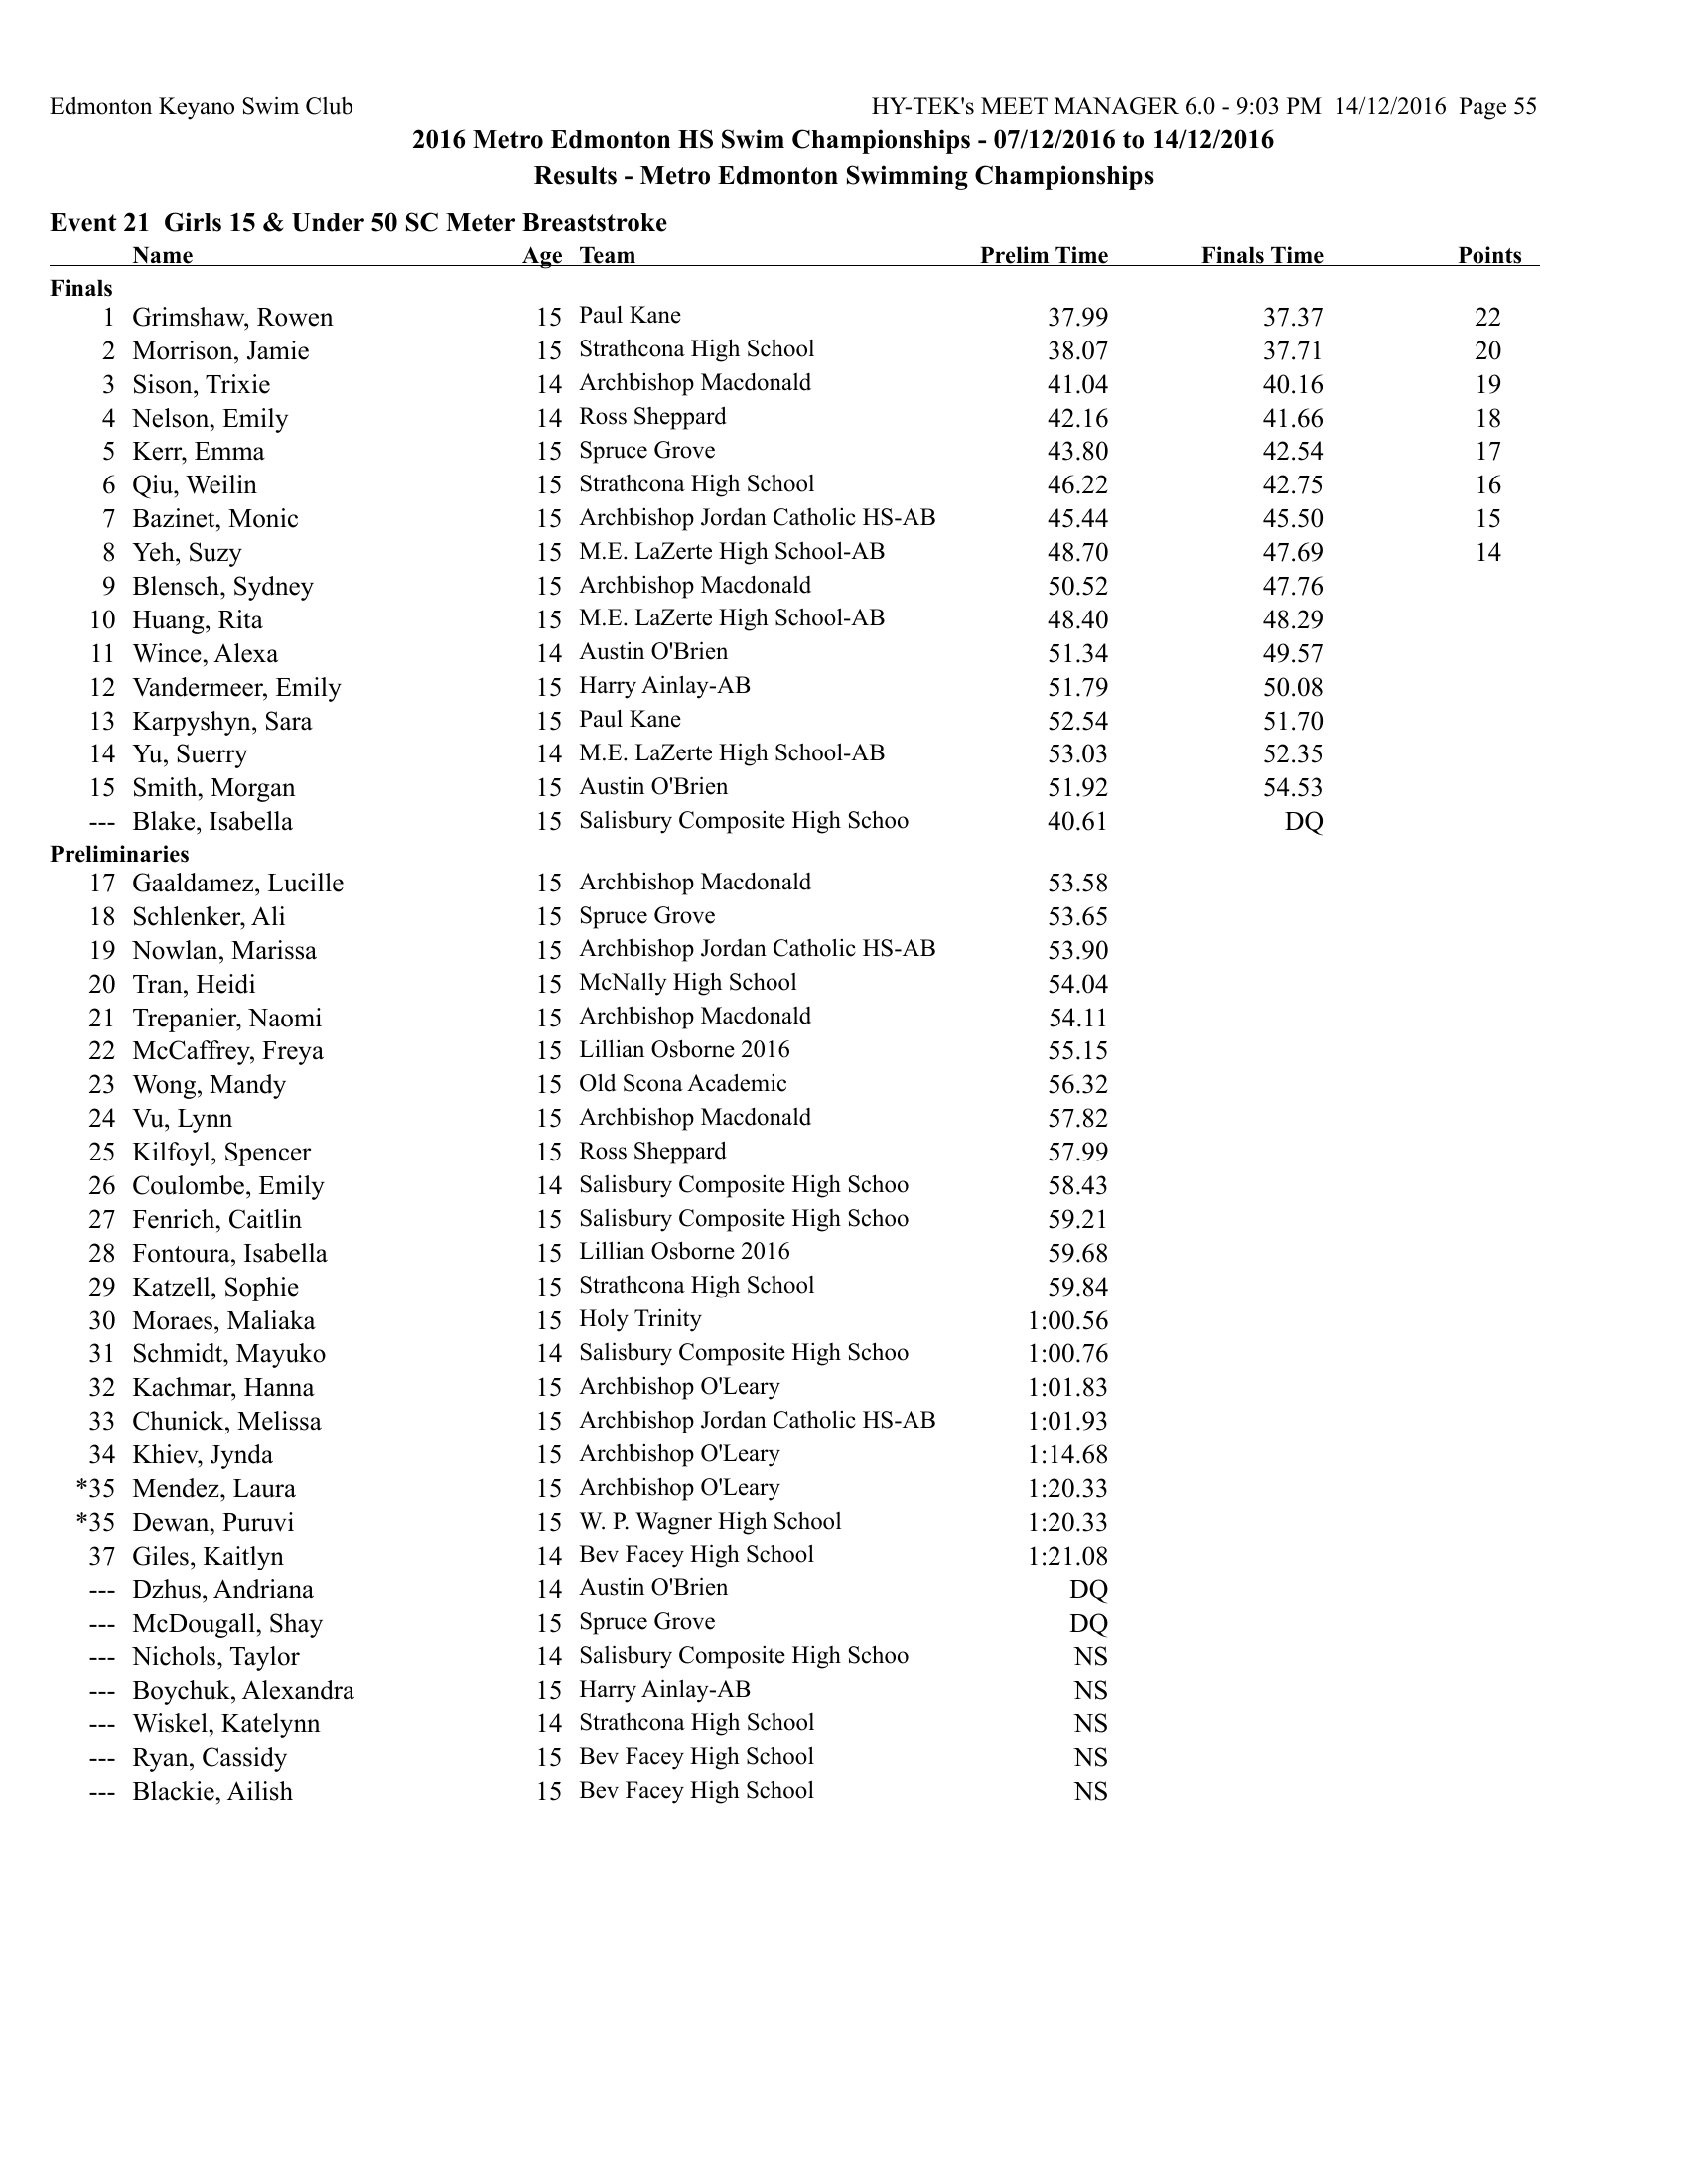 Edmonton Keyano Swim Club HY-TEK's MEET MANAGER 6.0 - 9:03 PM 14/12/2016 Page 55
2016 Metro Edmonton HS Swim Championships - 07/12/2016 to 14/12/2016
Results - Metro Edmonton Swimming Championships
Event 21 Girls 15 & Under 50 SC Meter Breaststroke
Name Age Team Prelim Time Finals Time Points
Finals
1 Grimshaw, Rowen 15 Paul Kane 37.99 37.37 22
2 Morrison, Jamie 15 Strathcona High School 38.07 37.71 20
3 Sison, Trixie 14 Archbishop Macdonald 41.04 40.16 19
4 Nelson, Emily 14 Ross Sheppard 42.16 41.66 18
5 Kerr, Emma 15 Spruce Grove 43.80 42.54 17
6 Qiu, Weilin 15 Strathcona High School 46.22 42.75 16
7 Bazinet, Monic 15 Archbishop Jordan Catholic HS-AB 45.44 45.50 15
8 Yeh, Suzy 15 M.E. LaZerte High School-AB 48.70 47.69 14
9 Blensch, Sydney 15 Archbishop Macdonald 50.52 47.76
10 Huang, Rita 15 M.E. LaZerte High School-AB 48.40 48.29
11 Wince, Alexa 14 Austin O'Brien 51.34 49.57
12 Vandermeer, Emily 15 Harry Ainlay-AB 51.79 50.08
13 Karpyshyn, Sara 15 Paul Kane 52.54 51.70
14 Yu, Suerry 14 M.E. LaZerte High School-AB 53.03 52.35
15 Smith, Morgan 15 Austin O'Brien 51.92 54.53
--- Blake, Isabella 15 Salisbury Composite High Schoo 40.61 DQ
Preliminaries
17 Gaaldamez, Lucille 15 Archbishop Macdonald 53.58
18 Schlenker, Ali 15 Spruce Grove 53.65
19 Nowlan, Marissa 15 Archbishop Jordan Catholic HS-AB 53.90
20 Tran, Heidi 15 McNally High School 54.04
21 Trepanier, Naomi 15 Archbishop Macdonald 54.11
22 McCaffrey, Freya 15 Lillian Osborne 2016 55.15
23 Wong, Mandy 15 Old Scona Academic 56.32
24 Vu, Lynn 15 Archbishop Macdonald 57.82
25 Kilfoyl, Spencer 15 Ross Sheppard 57.99
26 Coulombe, Emily 14 Salisbury Composite High Schoo 58.43
27 Fenrich, Caitlin 15 Salisbury Composite High Schoo 59.21
28 Fontoura, Isabella 15 Lillian Osborne 2016 59.68
29 Katzell, Sophie 15 Strathcona High School 59.84
30 Moraes, Maliaka 15 Holy Trinity 1:00.56
31 Schmidt, Mayuko 14 Salisbury Composite High Schoo 1:00.76
32 Kachmar, Hanna 15 Archbishop O'Leary 1:01.83
33 Chunick, Melissa 15 Archbishop Jordan Catholic HS-AB 1:01.93
34 Khiev, Jynda 15 Archbishop O'Leary 1:14.68
*35 Mendez, Laura 15 Archbishop O'Leary 1:20.33
*35 Dewan, Puruvi 15 W. P. Wagner High School 1:20.33
37 Giles, Kaitlyn 14 Bev Facey High School 1:21.08
--- Dzhus, Andriana 14 Austin O'Brien DQ
--- McDougall, Shay 15 Spruce Grove DQ
--- Nichols, Taylor 14 Salisbury Composite High Schoo NS
--- Boychuk, Alexandra 15 Harry Ainlay-AB NS
--- Wiskel, Katelynn 14 Strathcona High School NS
--- Ryan, Cassidy 15 Bev Facey High School NS
--- Blackie, Ailish 15 Bev Facey High School NS